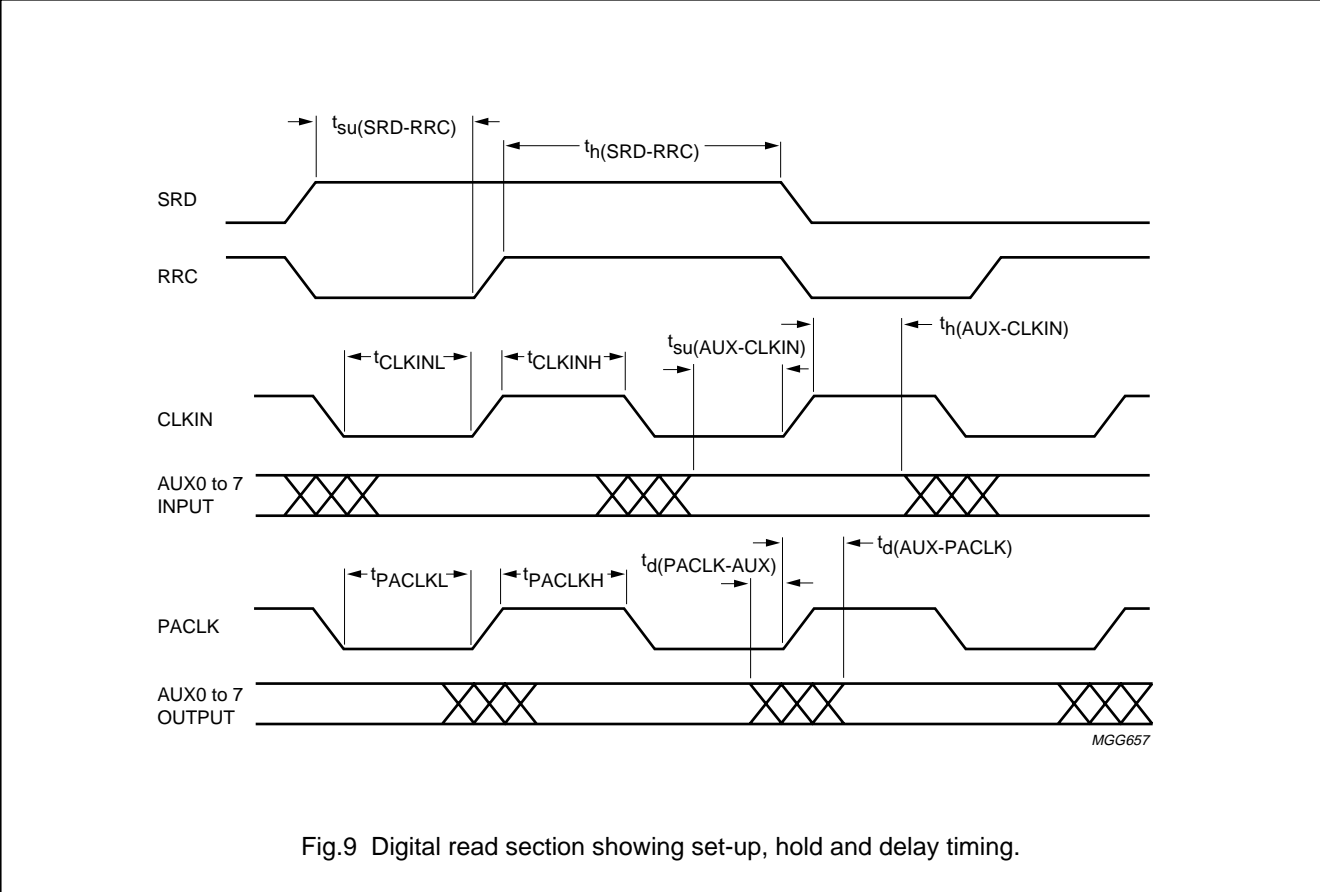 tsu(SRD-RRC)
th(SRD-RRC)
SRD
RRC
th(AUX-CLKIN)
tsu(AUX-CLKIN)
tCLKINL
tCLKINH
CLKIN
AUX0 to 7
INPUT
td(AUX-PACLK)
td(PACLK-AUX)
tPACLKL
tPACLKH
PACLK
AUX0 to 7
OUTPUT
MGG657
Fig.9 Digital read section showing set-up, hold and delay timing.